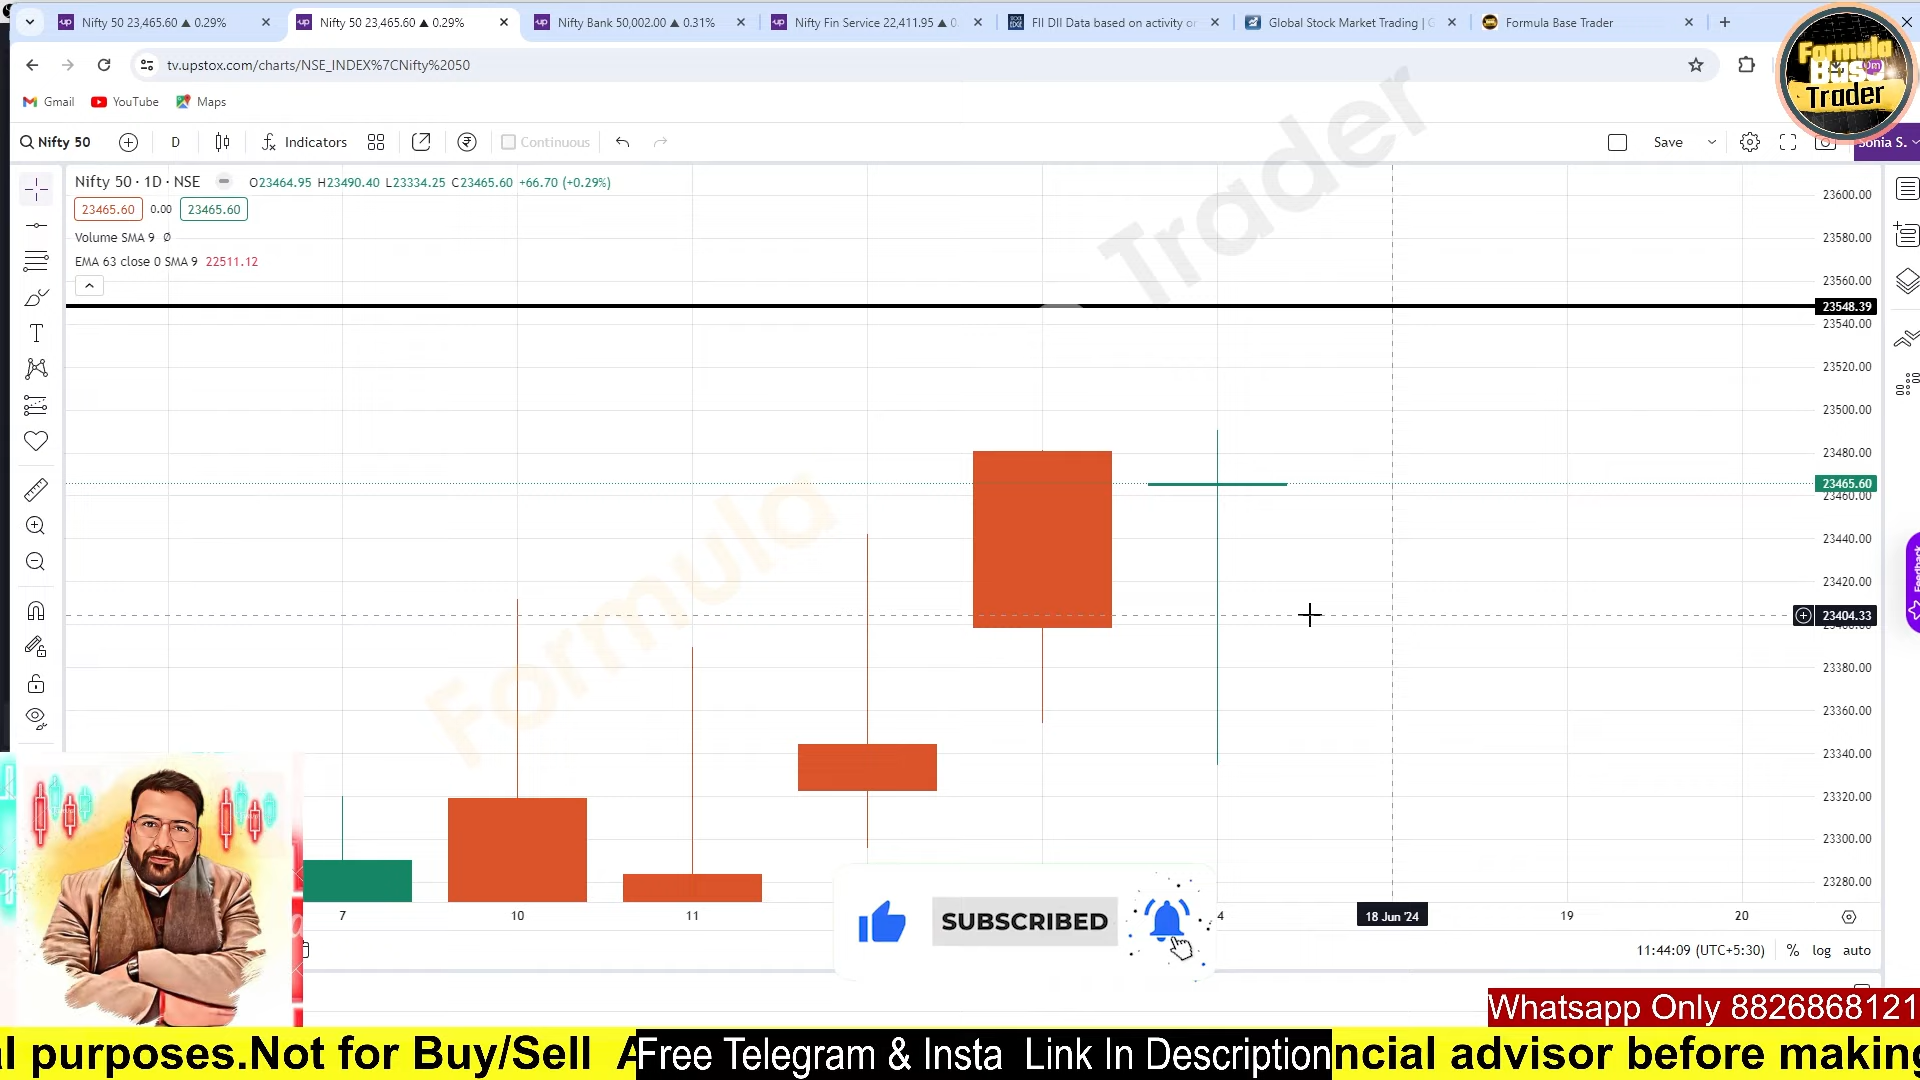 Nifty 50 23,465.60 ▲ 0.29%
Nifty 50 23,465.60 ▲ 0.29%
Nifty Bank 50,002.00 ▲ 0.31%
Nifty Fin Service 22,411.95 ▲ 0.
FII DII Data based on activity or
Global Stock Market Trading | G
Formula Base Trader
tv.upstox.com/charts/NSE_INDEX%7CNifty%2050
Gmail
YouTube
Maps
Formula
Base
Trader
Nifty 50
D
Indicators
Continuous
Save
Sonia S.
Nifty 50 · 1D · NSE
O23464.95 H23490.40 L23334.25 C23465.60 +66.70 (+0.29%)
23465.60 0.00 23465.60
Volume SMA 9 Ø
EMA 63 close 0 SMA 9 22511.12
Formula
Trader
23600.00
23580.00
23560.00
23548.39
23540.00
23520.00
23500.00
23480.00
23465.60
23460.00
23440.00
23420.00
23404.33
23380.00
23360.00
23340.00
23320.00
23300.00
23280.00
Feedback
7
10
11
4
18 Jun '24
19
20
SUBSCRIBED
11:44:09 (UTC+5:30)
%
log
auto
Whatsapp Only 8826868121
al purposes.Not for Buy/Sell A
Free Telegram & Insta Link In Description
ncial advisor before making